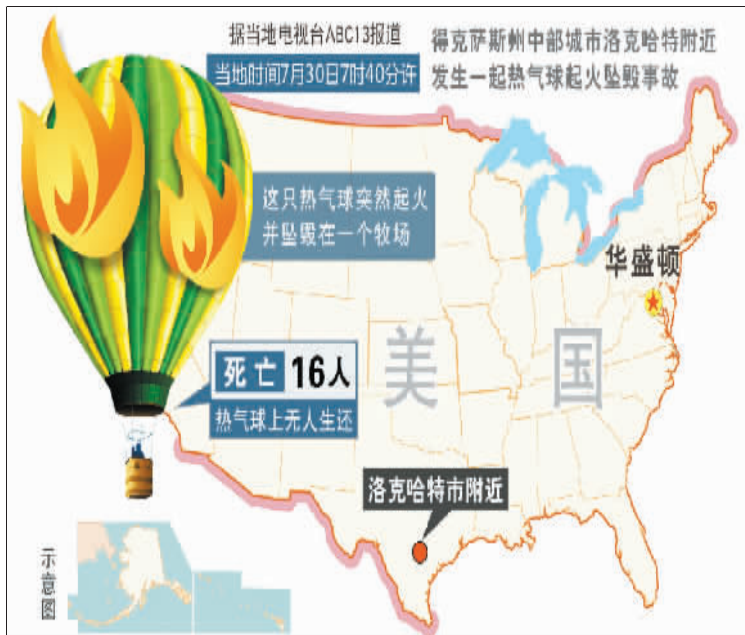 据当地电视台ABC13报道
当地时间7月30日7时40分许
得克萨斯州中部城市洛克哈特附近
发生一起热气球起火坠毁事故
这只热气球突然起火
并坠毁在一个牧场
华盛顿
美国
死亡 16人
热气球上无人生还
洛克哈特市附近
示意图